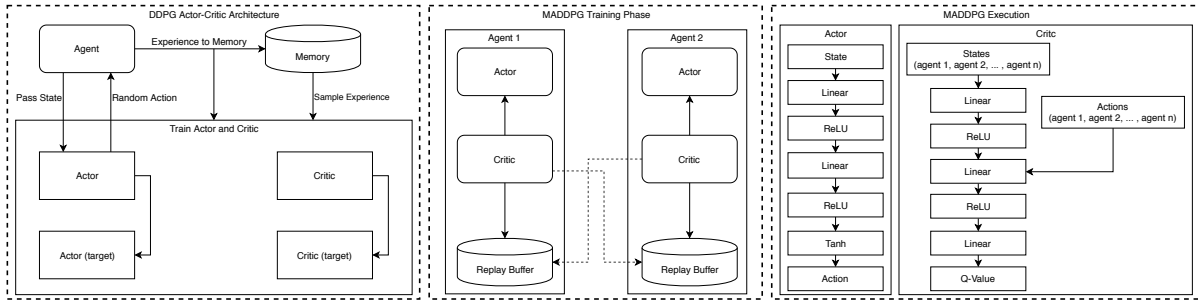 DDPG Actor-Critic Architecture
Agent
Experience to Memory
Memory
Pass State
Random Action
Sample Experience
Train Actor and Critic
Actor
Critic
Actor (target)
Critic (target)
MADDPG Training Phase
Agent 1
Actor
Critic
Replay Buffer
Agent 2
Actor
Critic
Replay Buffer
MADDPG Execution
Actor
State
Linear
ReLU
Linear
ReLU
Tanh
Action
Critc
States
(agent 1, agent 2, ... , agent n)
Actions
(agent 1, agent 2, ... , agent n)
Linear
ReLU
Linear
ReLU
Linear
Q-Value